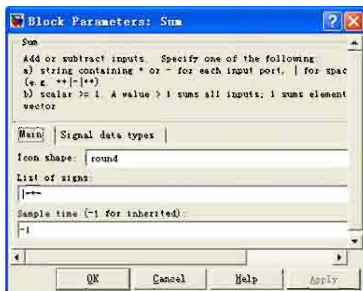 Block Parameters: Sum
Sum
Add or subtract inputs. Specify one of the following:
a) string containing + or - for each input port, | for spac
(e.g. ++|-|++)
b) scalar >= 1. A value > 1 sums all inputs; 1 sums element
vector
Main
Signal data types
Icon shape: round
List of signs:
|-+-
Sample time (-1 for inherited):
-1
OK
Cancel
Help
Apply